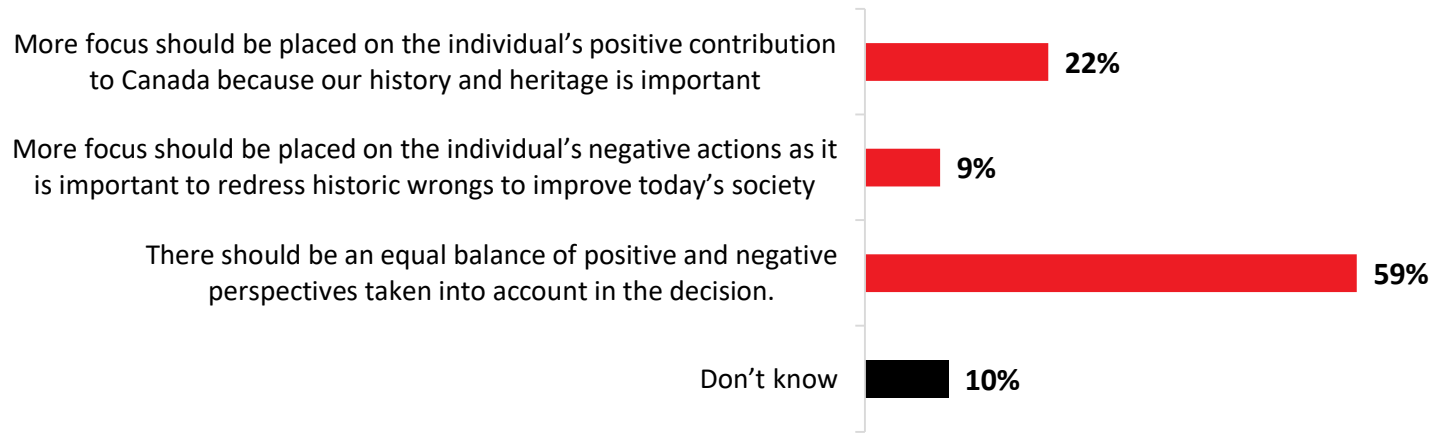 More focus should be placed on the individual’s positive contribution
to Canada because our history and heritage is important
22%
More focus should be placed on the individual’s negative actions as it
is important to redress historic wrongs to improve today’s society
9%
There should be an equal balance of positive and negative
perspectives taken into account in the decision.
59%
Don’t know
10%